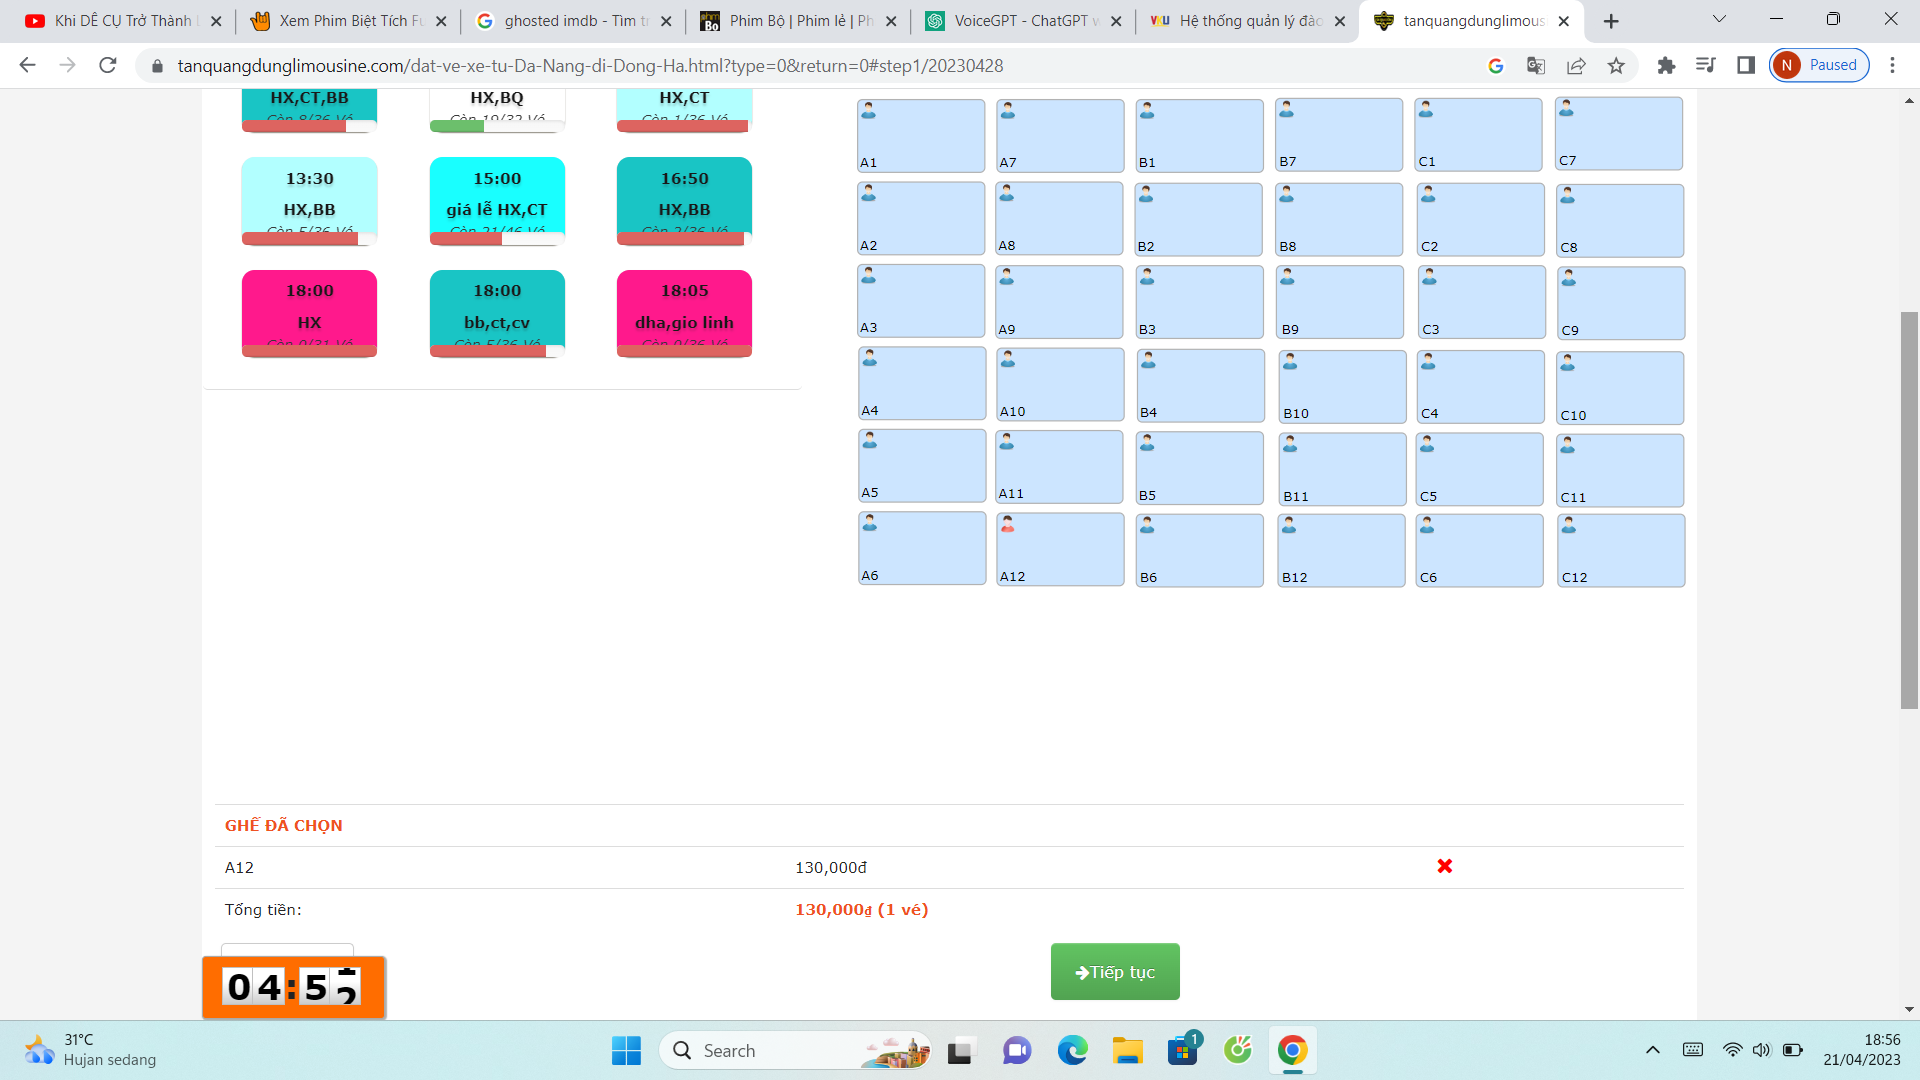 Khi DÊ CỤ Trở Thành
Xem Phim Biệt Tích Fu
ghosted imdb - Tìm tr
Phim Bộ | Phim lẻ | Ph
VoiceGPT - ChatGPT w
Hệ thống quản lý đào
tanquangdunglimous
tanquangdunglimousine.com/dat-ve-xe-tu-Da-Nang-di-Dong-Ha.html?type=0&return=0#step1/20230428
N Paused
HX,CT,BB HX,BQ HX,CT
Còn 8/36 Vé Còn 19/32 Vé Còn 1/36 Vé
13:30 15:00 16:50
HX,BB giá lễ HX,CT HX,BB
Còn 5/36 Vé Còn 21/46 Vé Còn 2/36 Vé
18:00 18:00 18:05
HX bb,ct,cv dha,gio linh
Còn 0/31 Vé Còn 5/36 Vé Còn 0/36 Vé
A1 A7 B1 B7 C1 C7
A2 A8 B2 B8 C2 C8
A3 A9 B3 B9 C3 C9
A4 A10 B4 B10 C4 C10
A5 A11 B5 B11 C5 C11
A6 A12 B6 B12 C6 C12
GHẾ ĐÃ CHỌN
A12 130,000đ
Tổng tiền: 130,000₫ (1 vé)
04:5
Tiếp tục
31°C
Hujan sedang
Search
1
18:56
21/04/2023